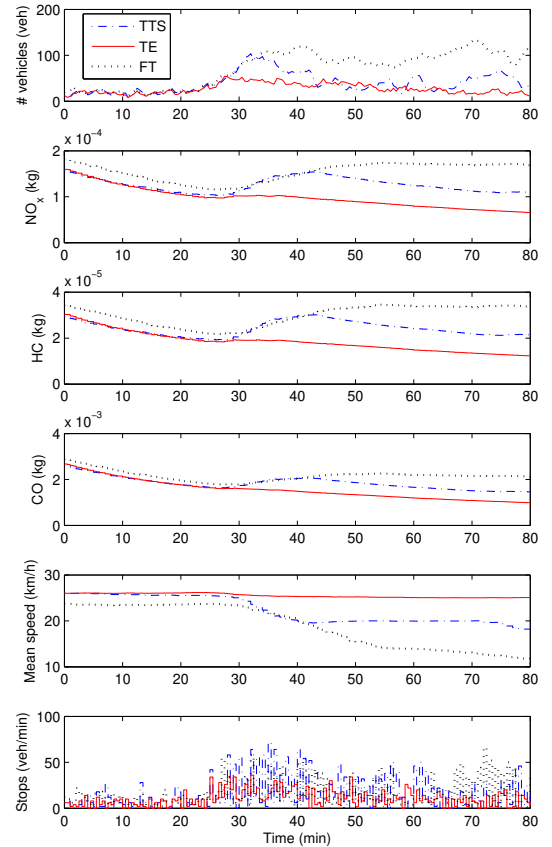 200
100
0
# vehicles (veh)
TTS
TE
FT
0 10 20 30 40 50 60 70 80
x 10⁻⁴
2
1
0
NOₓ (kg)
0 10 20 30 40 50 60 70 80
x 10⁻⁵
4
2
0
HC (kg)
0 10 20 30 40 50 60 70 80
x 10⁻³
4
2
0
CO (kg)
0 10 20 30 40 50 60 70 80
30
20
10
Mean speed (km/h)
0 10 20 30 40 50 60 70 80
100
50
0
Stops (veh/min)
0 10 20 30 40 50 60 70 80
Time (min)